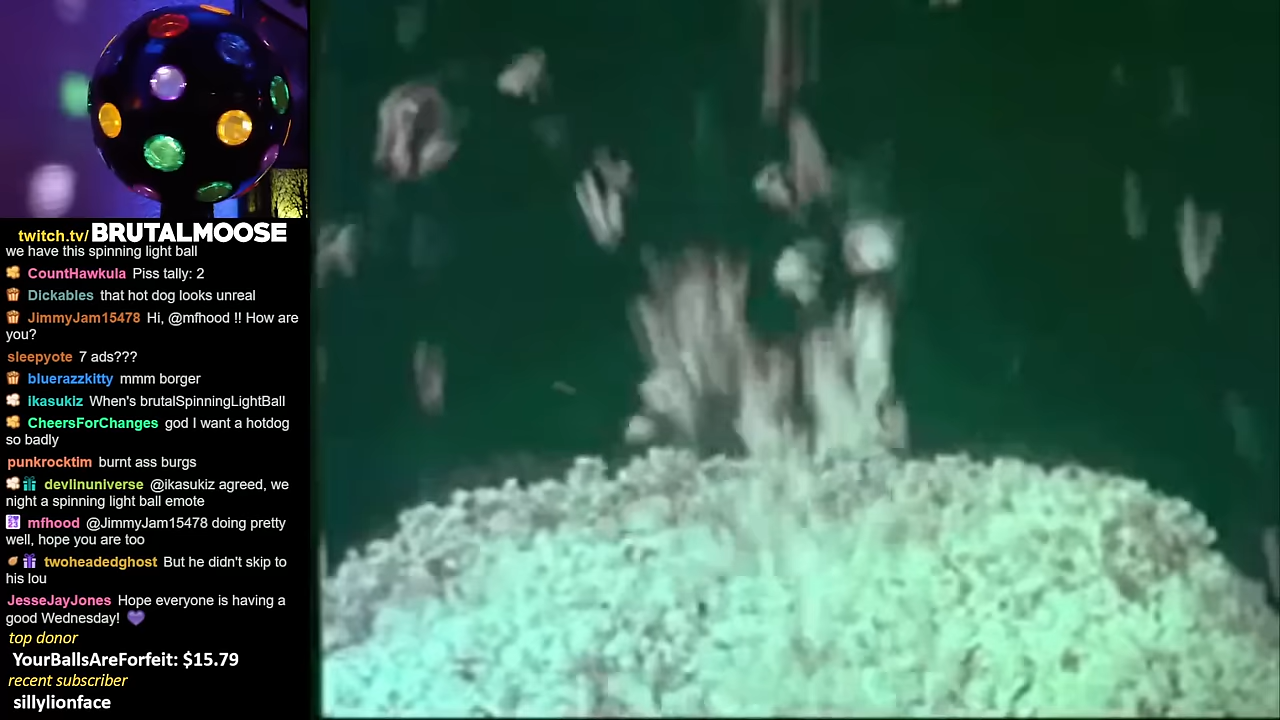 twitch.tv/BRUTALMOOSE
we have this spinning light ball
CountHawkula Piss tally: 2
Dickables that hot dog looks unreal
JimmyJam15478 Hi, @mfhood !! How are
you?
sleepyote 7 ads???
bluerazzkitty mmm borger
ikasukiz When's brutalSpinningLightBall
CheersForChanges god I want a hotdog
so badly
punkrocktim burnt ass burgs
dev1lnuniverse @ikasukiz agreed, we
night a spinning light ball emote
mfhood @JimmyJam15478 doing pretty
well, hope you are too
twoheadedghost But he didn't skip to
his lou
JesseJayJones Hope everyone is having a
good Wednesday!
top donor
YourBallsAreForfeit: $15.79
recent subscriber
sillylionface